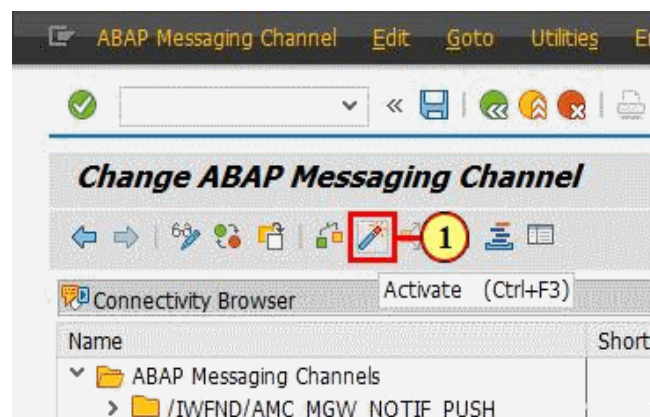 ABAP Messaging Channel Edit Goto Utilities
Change ABAP Messaging Channel
1
Activate (Ctrl+F3)
Connectivity Browser
Name Short
ABAP Messaging Channels
/IWFND/AMC_MGW_NOTIF_PUSH